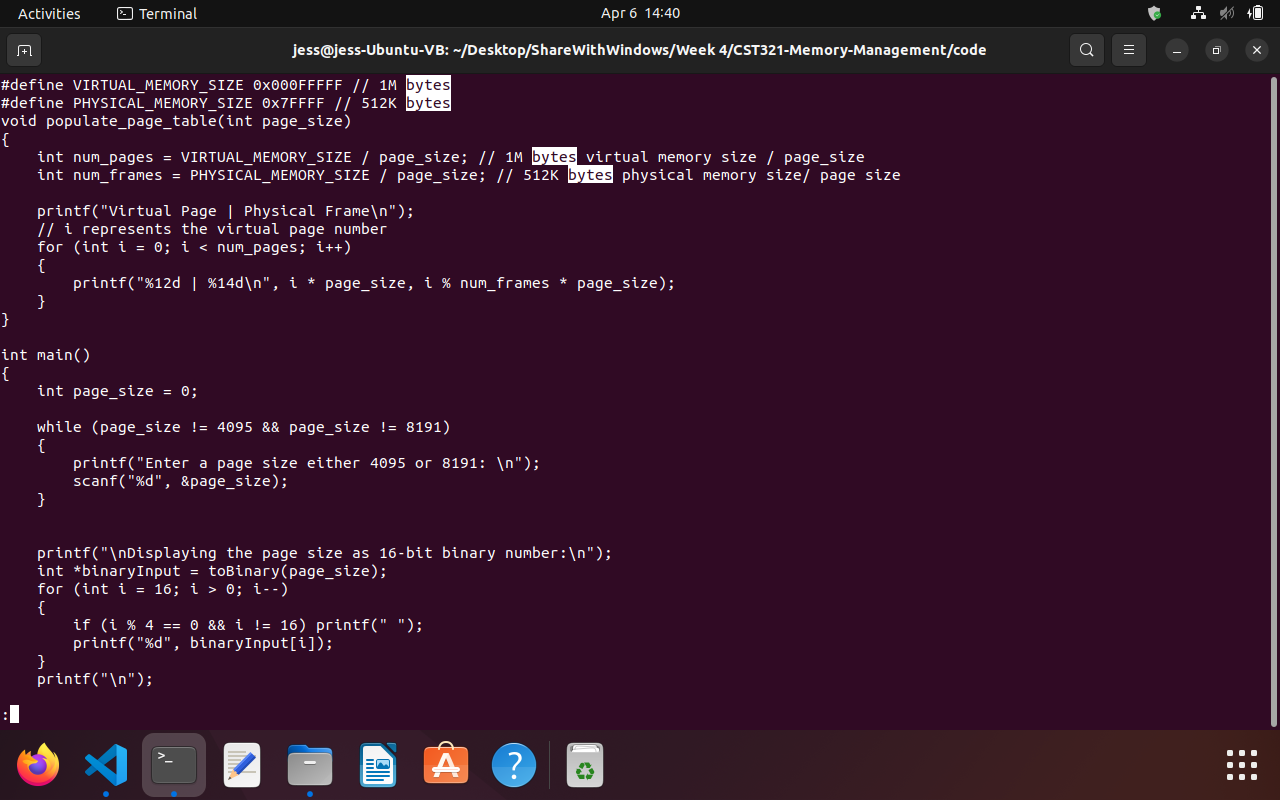 Activities Terminal Apr 6 14:40
jess@jess-Ubuntu-VB: ~/Desktop/ShareWithWindows/Week 4/CST321-Memory-Management/code
#define VIRTUAL_MEMORY_SIZE 0x000FFFFF // 1M bytes
#define PHYSICAL_MEMORY_SIZE 0x7FFFF // 512K bytes
void populate_page_table(int page_size)
{
    int num_pages = VIRTUAL_MEMORY_SIZE / page_size; // 1M bytes virtual memory size / page_size
    int num_frames = PHYSICAL_MEMORY_SIZE / page_size; // 512K bytes physical memory size/ page size

    printf("Virtual Page | Physical Frame\n");
    // i represents the virtual page number
    for (int i = 0; i < num_pages; i++)
    {
        printf("%12d | %14d\n", i * page_size, i % num_frames * page_size);
    }
}

int main()
{
    int page_size = 0;

    while (page_size != 4095 && page_size != 8191)
    {
        printf("Enter a page size either 4095 or 8191: \n");
        scanf("%d", &page_size);
    }


    printf("\nDisplaying the page size as 16-bit binary number:\n");
    int *binaryInput = toBinary(page_size);
    for (int i = 16; i > 0; i--)
    {
        if (i % 4 == 0 && i != 16) printf(" ");
        printf("%d", binaryInput[i]);
    }
    printf("\n");

: